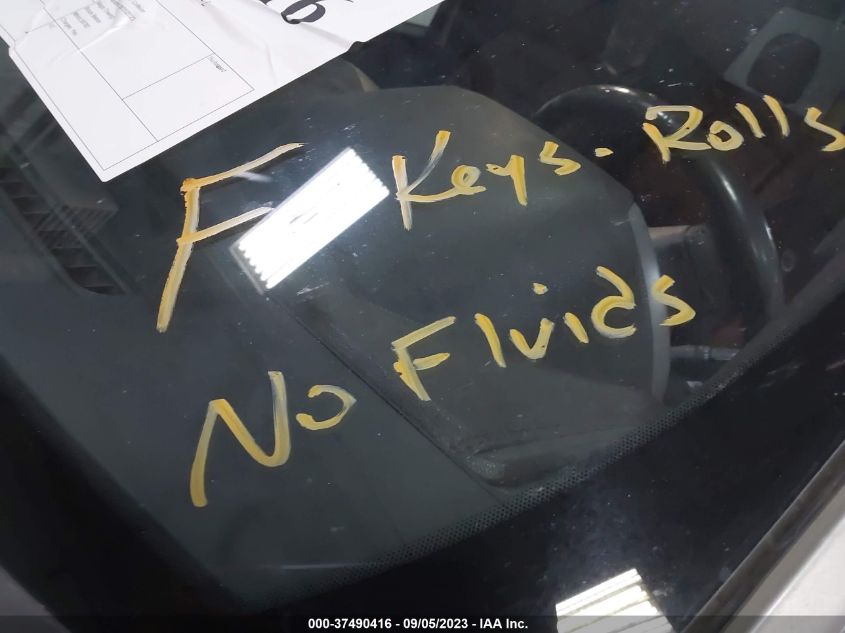 F Keys. Rolls
No Fluids
000-37490416 - 09/05/2023 - IAA Inc.